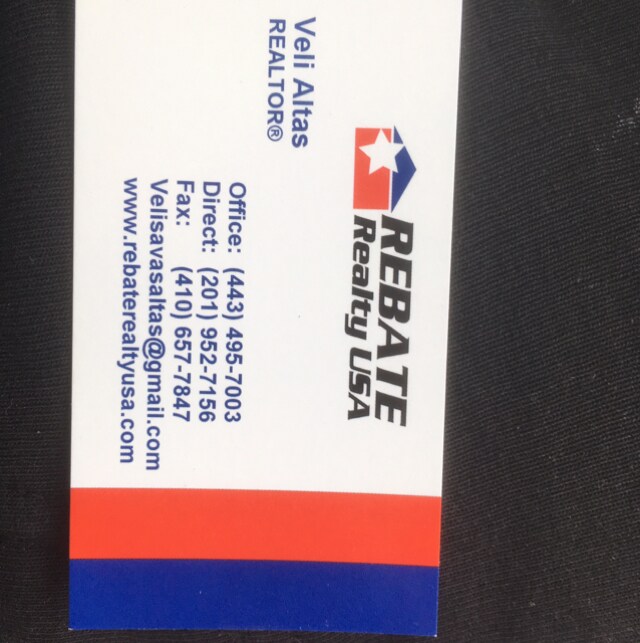 REBATE
Realty USA
Veli Altas
REALTOR®
Office: (443) 495-7003
Direct: (201) 952-7156
Fax: (410) 657-7847
Velisavasaltas@gmail.com
www.rebaterealtyusa.com